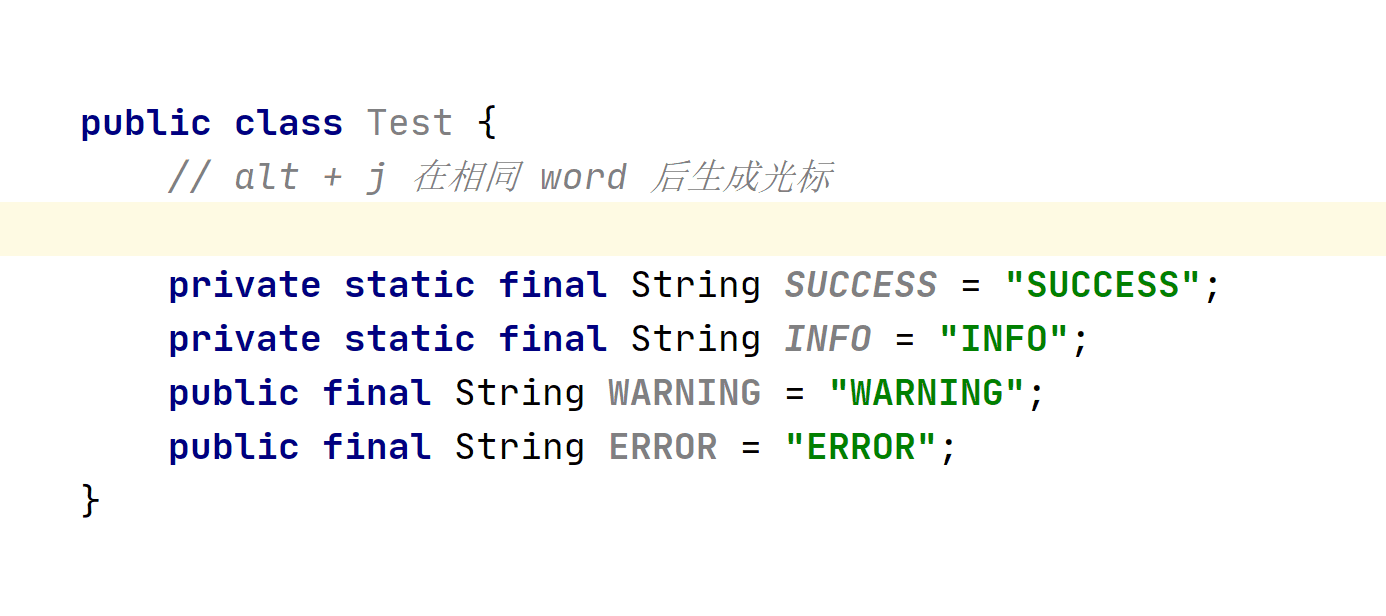 public class Test {
    // alt + j 在相同 word 后生成光标
    private static final String SUCCESS = "SUCCESS";
    private static final String INFO = "INFO";
    public final String WARNING = "WARNING";
    public final String ERROR = "ERROR";
}